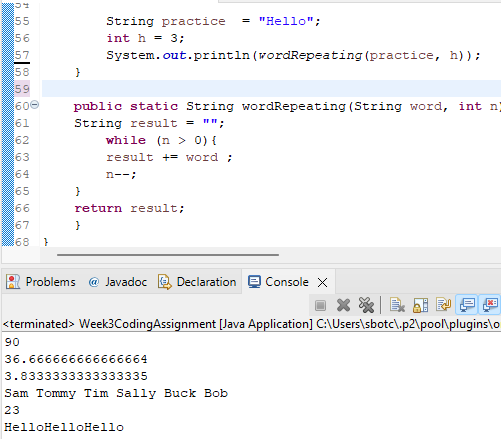 54
55 String practice = "Hello";
56 int h = 3;
57 System.out.println(wordRepeating(practice, h));
58 }
59
60 public static String wordRepeating(String word, int n)
61 String result = "";
62 while (n > 0){
63 result += word ;
64 n--;
65 }
66 return result;
67 }
68 }
Problems @ Javadoc Declaration Console
<terminated> Week3CodingAssignment [Java Application] C:\Users\sbotc\.p2\pool\plugins\o
90
36.666666666666664
3.8333333333333335
Sam Tommy Tim Sally Buck Bob
23
HelloHelloHello